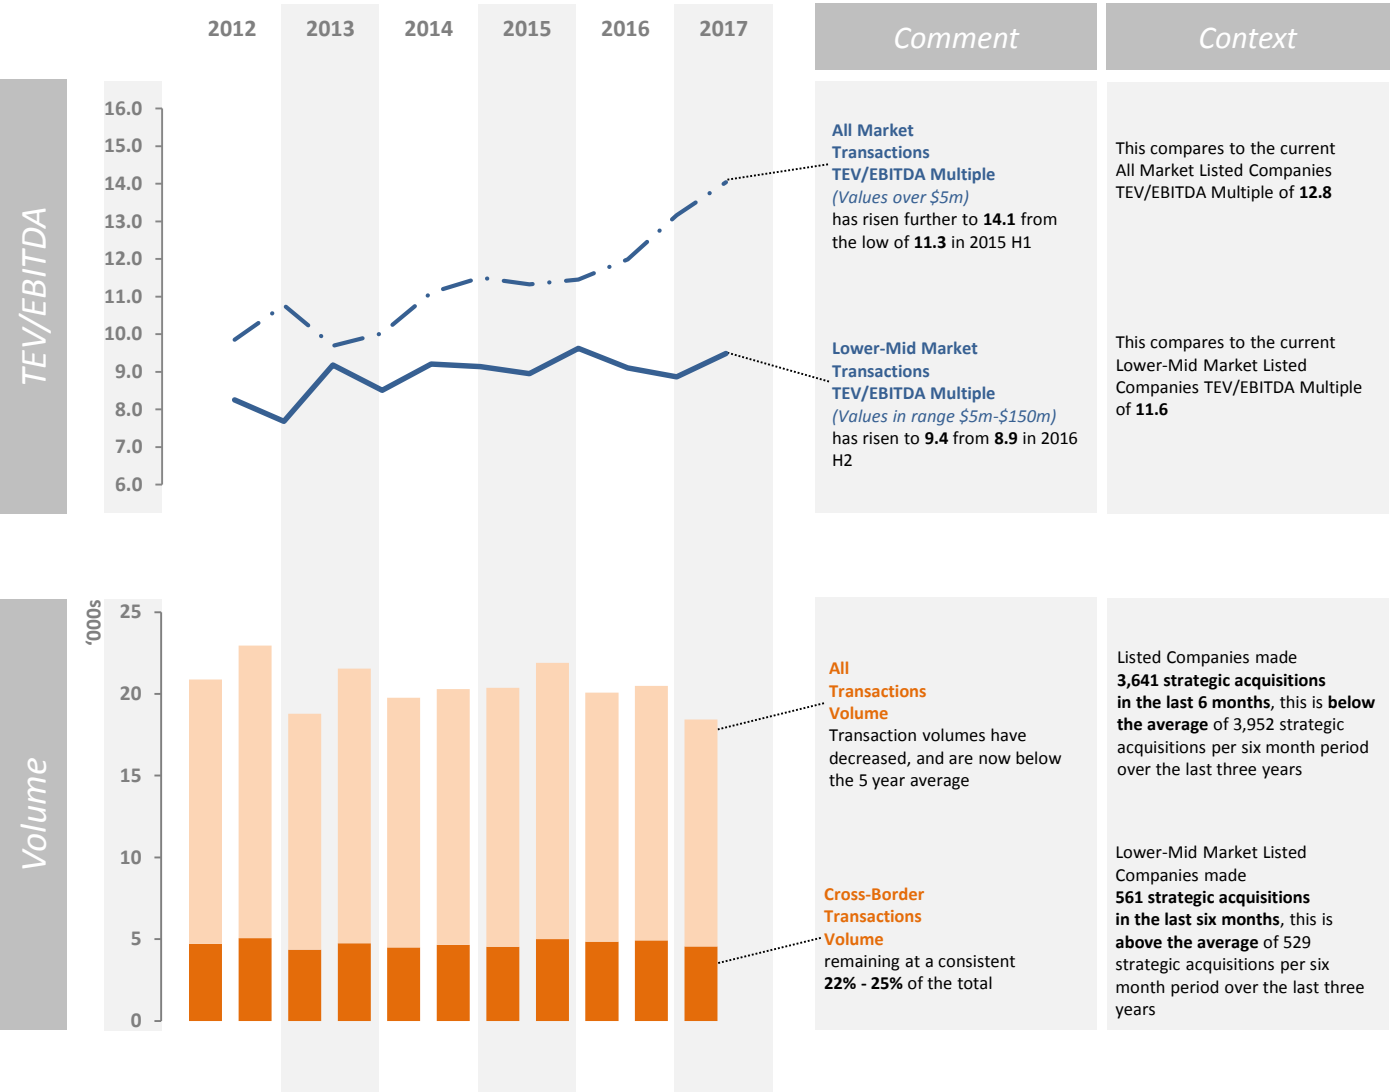 2012 2013 2014 2015 2016 2017
Comment
Context
TEV/EBITDA
16.0
15.0
14.0
13.0
12.0
11.0
10.0
9.0
8.0
7.0
6.0
All Market
Transactions
TEV/EBITDA Multiple
(Values over $5m)
has risen further to 14.1 from
the low of 11.3 in 2015 H1
This compares to the current
All Market Listed Companies
TEV/EBITDA Multiple of 12.8
Lower-Mid Market
Transactions
TEV/EBITDA Multiple
(Values in range $5m-$150m)
has risen to 9.4 from 8.9 in 2016
H2
This compares to the current
Lower-Mid Market Listed
Companies TEV/EBITDA Multiple
of 11.6
Volume
'000s
25
20
15
10
5
0
All
Transactions
Volume
Transaction volumes have
decreased, and are now below
the 5 year average
Listed Companies made
3,641 strategic acquisitions
in the last 6 months, this is below
the average of 3,952 strategic
acquisitions per six month period
over the last three years
Cross-Border
Transactions
Volume
remaining at a consistent
22% - 25% of the total
Lower-Mid Market Listed
Companies made
561 strategic acquisitions
in the last six months, this is
above the average of 529
strategic acquisitions per six
month period over the last three
years